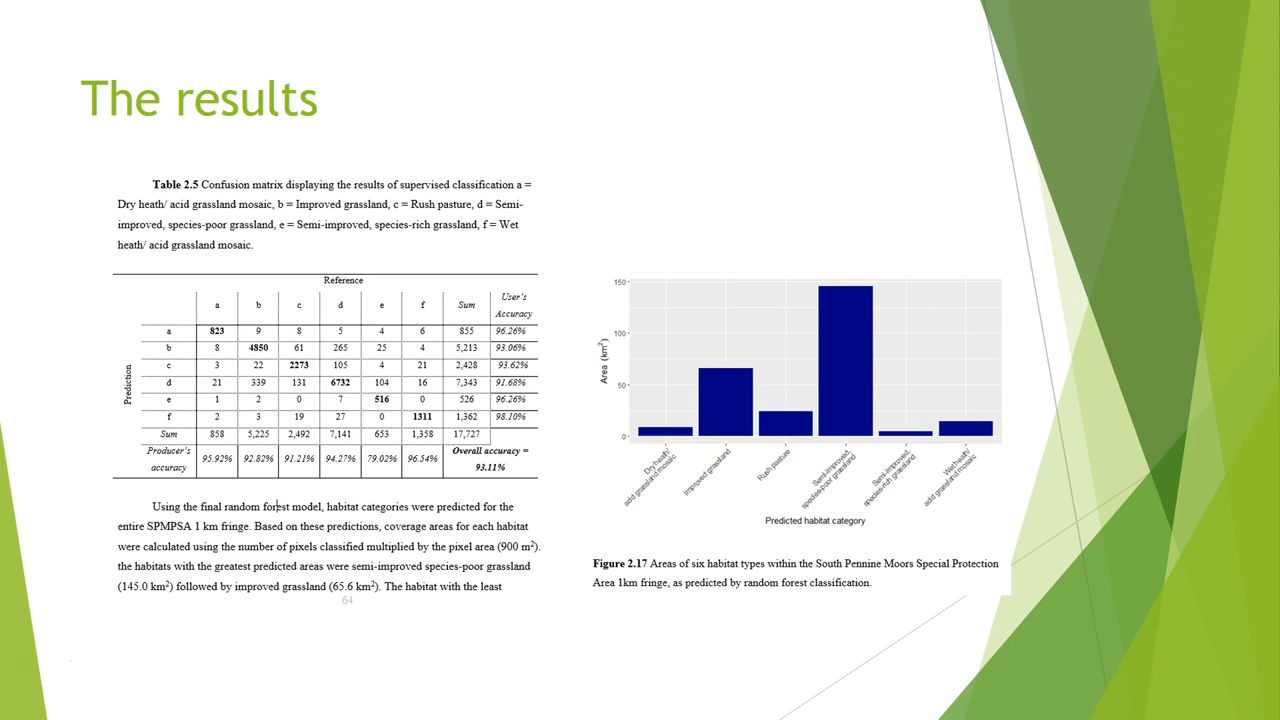 The results
Table 2.5 Confusion matrix displaying the results of supervised classification a =
Dry heath/ acid grassland mosaic, b = Improved grassland, c = Rush pasture, d = Semi-
improved, species-poor grassland, e = Semi-improved, species-rich grassland, f = Wet
heath/ acid grassland mosaic.
Reference
a b c d e f Sum User's Accuracy
Prediction
a 823 9 8 5 4 6 855 96.26%
b 8 4850 61 265 25 4 5,213 93.06%
c 3 22 2273 105 4 21 2,428 93.62%
d 21 339 131 6732 104 16 7,343 91.68%
e 1 2 0 7 516 0 526 96.26%
f 2 3 19 27 0 1311 1,362 98.10%
Sum 858 5,225 2,492 7,141 653 1,358 17,727
Producer's accuracy 95.92% 92.82% 91.21% 94.27% 79.02% 96.54% Overall accuracy = 93.11%
Using the final random forest model, habitat categories were predicted for the
entire SPMPSA 1 km fringe. Based on these predictions, coverage areas for each habitat
were calculated using the number of pixels classified multiplied by the pixel area (900 m²).
the habitats with the greatest predicted areas were semi-improved species-poor grassland
(145.0 km²) followed by improved grassland (65.6 km²). The habitat with the least
64
150
100
50
0
Area (km²)
Dry heath/
acid grassland mosaic
Improved grassland
Rush pasture
Semi-improved,
species-poor grassland
Semi-improved,
species-rich grassland
Wet heath/
acid grassland mosaic
Predicted habitat category
Figure 2.17 Areas of six habitat types within the South Pennine Moors Special Protection
Area 1km fringe, as predicted by random forest classification.